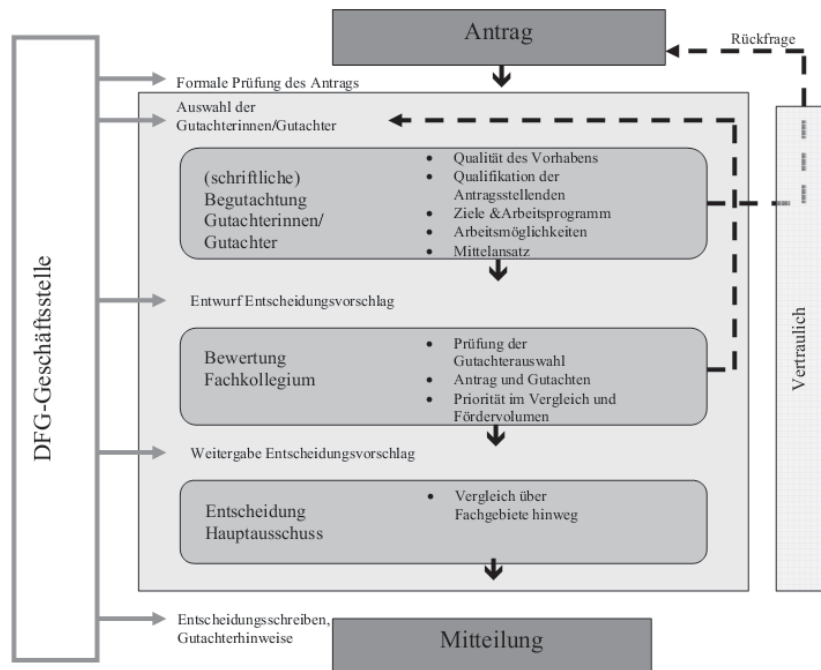 Antrag
Rückfrage
Formale Prüfung des Antrags
Auswahl der
Gutachterinnen/Gutachter
(schriftliche)
Begutachtung
Gutachterinnen/
Gutachter
• Qualität des Vorhabens
• Qualifikation der
Antragsstellenden
• Ziele &Arbeitsprogramm
• Arbeitsmöglichkeiten
• Mittelansatz
Entwurf Entscheidungsvorschlag
Bewertung
Fachkollegium
• Prüfung der
Gutachterauswahl
• Antrag und Gutachten
• Priorität im Vergleich und
Fördervolumen
Weitergabe Entscheidungsvorschlag
Entscheidung
Hauptausschuss
• Vergleich über
Fachgebiete hinweg
Entscheidungsschreiben,
Gutachterhinweise
Mitteilung
DFG-Geschäftsstelle
Vertraulich